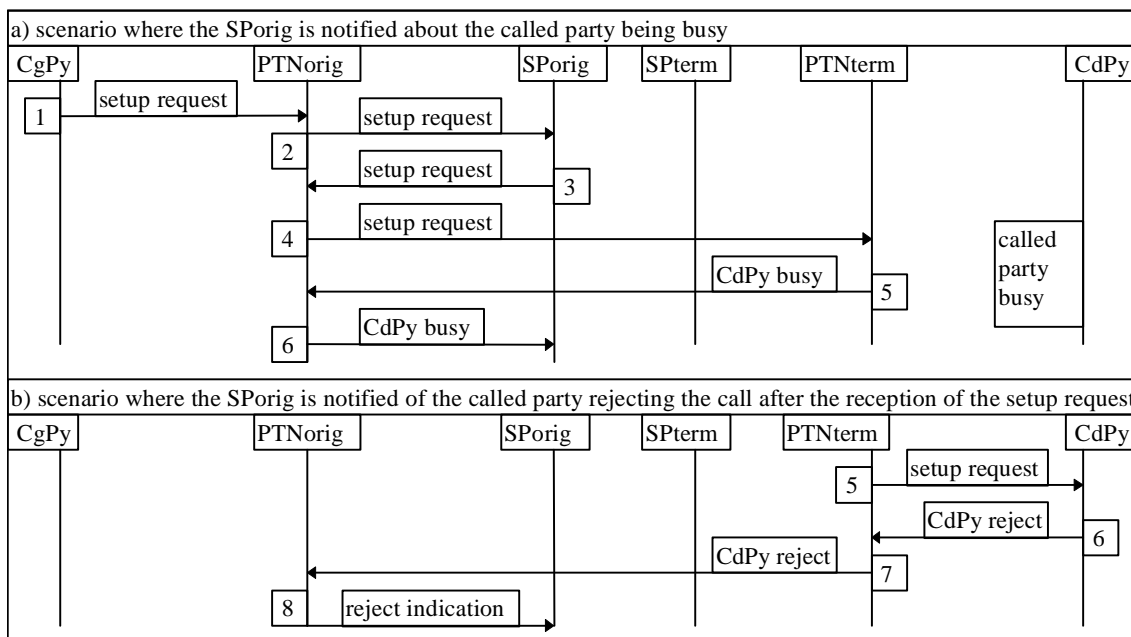 a) scenario where the SPorig is notified about the called party being busy
CgPy PTNorig SPorig SPterm PTNterm CdPy
setup request
1
setup request
2
setup request
3
setup request
4
called
party
busy
CdPy busy
5
CdPy busy
6
b) scenario where the SPorig is notified of the called party rejecting the call after the reception of the setup request
CgPy PTNorig SPorig SPterm PTNterm CdPy
setup request
5
CdPy reject
6
CdPy reject
7
reject indication
8